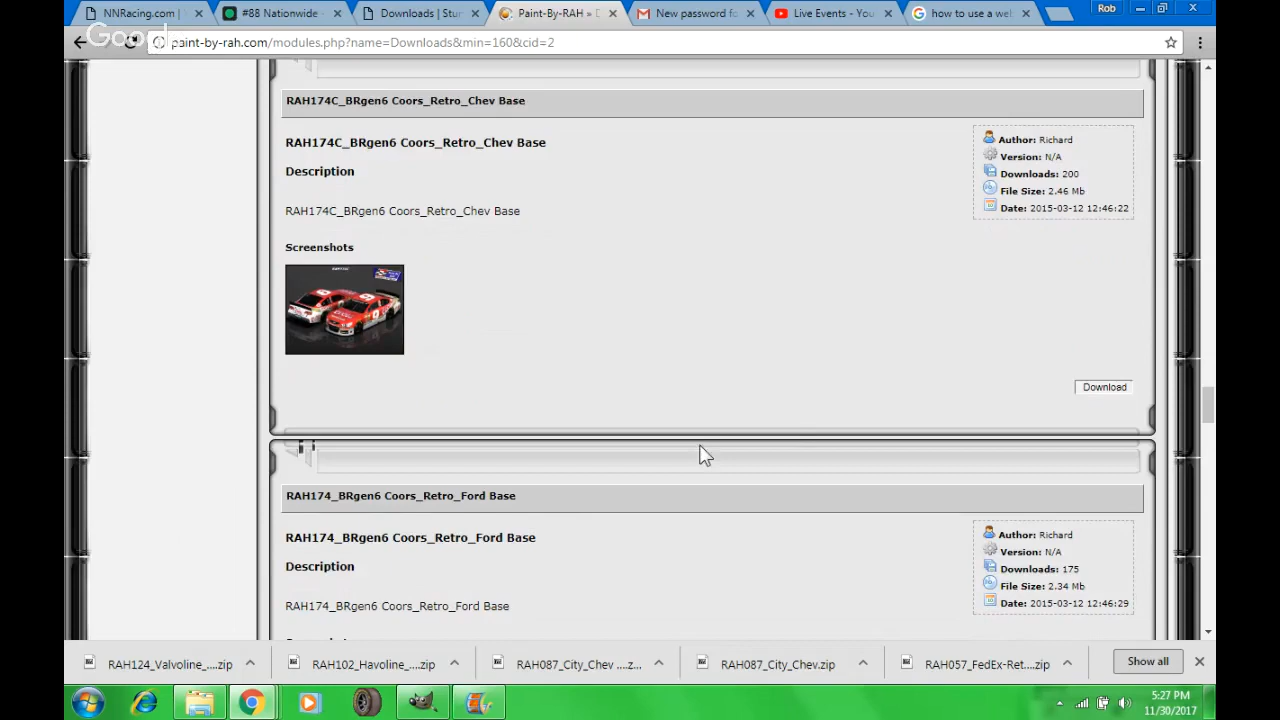 NNRacing.com |
#88 Nationwide -
Downloads | Stur
Paint-By-RAH » D
New password fo
Live Events - You
how to use a web
Rob
paint-by-rah.com/modules.php?name=Downloads&min=160&cid=2
RAH174C_BRgen6 Coors_Retro_Chev Base
RAH174C_BRgen6 Coors_Retro_Chev Base
Author: Richard
Version: N/A
Description
Downloads: 200
File Size: 2.46 Mb
RAH174C_BRgen6 Coors_Retro_Chev Base
Date: 2015-03-12 12:46:22
Screenshots
Download
RAH174_BRgen6 Coors_Retro_Ford Base
RAH174_BRgen6 Coors_Retro_Ford Base
Author: Richard
Version: N/A
Description
Downloads: 175
File Size: 2.34 Mb
RAH174_BRgen6 Coors_Retro_Ford Base
Date: 2015-03-12 12:46:29
RAH124_Valvoline_....zip
RAH102_Havoline_....zip
RAH087_City_Chev ....z...
RAH087_City_Chev.zip
RAH057_FedEx-Ret....zip
Show all
5:27 PM
11/30/2017